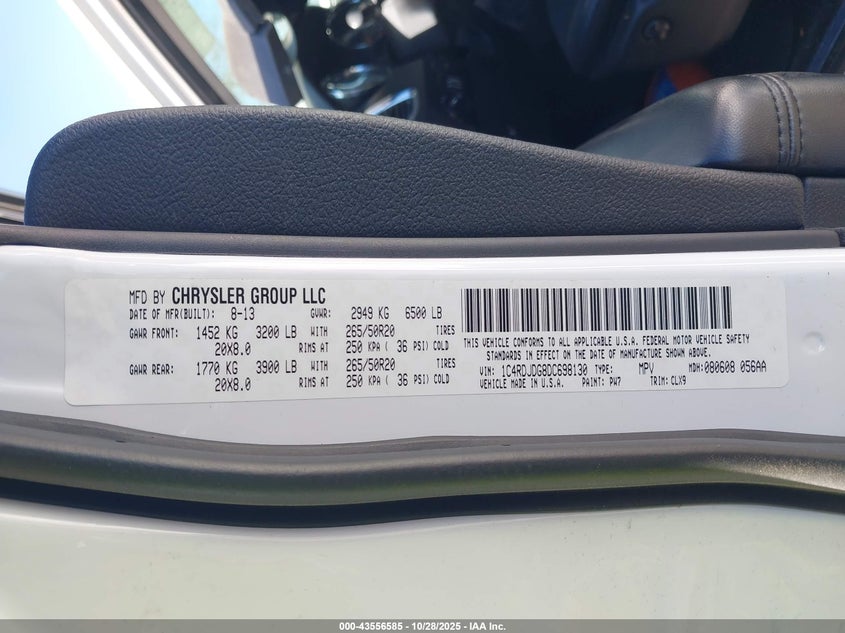 MFD BY CHRYSLER GROUP LLC
DATE OF MFR(BUILT): 8-13 GVWR: 2949 KG 6500 LB
GAWR FRONT: 1452 KG 3200 LB WITH 265/50R20 TIRES
20X8.0 RIMS AT 250 KPA ( 36 PSI) COLD
GAWR REAR: 1770 KG 3900 LB WITH 265/50R20 TIRES
20X8.0 RIMS AT 250 KPA ( 36 PSI) COLD
THIS VEHICLE CONFORMS TO ALL APPLICABLE U.S.A. FEDERAL MOTOR VEHICLE SAFETY
STANDARDS IN EFFECT ON THE DATE OF MANUFACTURE SHOWN ABOVE.
VIN: 1C4RDJDG8DC698130 TYPE: MPV MDH: 080608 056AA
VEHICLE MADE IN U.S.A. PAINT: PW7 TRIM: CLX9
000-43556585 | 10/28/2025 - IAA Inc.